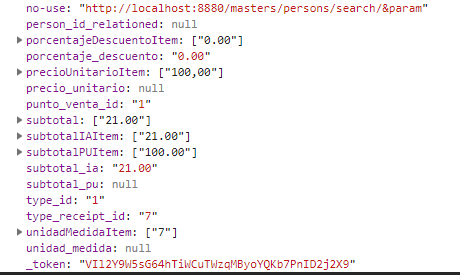 no-use: "http://localhost:8880/masters/persons/search/&param"
person_id_relationed: null
▶ porcentajeDescuentoItem: ["0.00"]
porcentaje_descuento: "0.00"
▶ precioUnitarioItem: ["100,00"]
precio_unitario: null
punto_venta_id: "1"
▶ subtotal: ["21.00"]
▶ subtotalIAItem: ["21.00"]
▶ subtotalPUItem: ["100.00"]
subtotal_ia: "21.00"
subtotal_pu: null
type_id: "1"
type_receipt_id: "7"
▶ unidadMedidaItem: ["7"]
unidad_medida: null
_token: "VIl2Y9W5sG64hTiWCuTWzqMByoYQKb7PnID2j2X9"